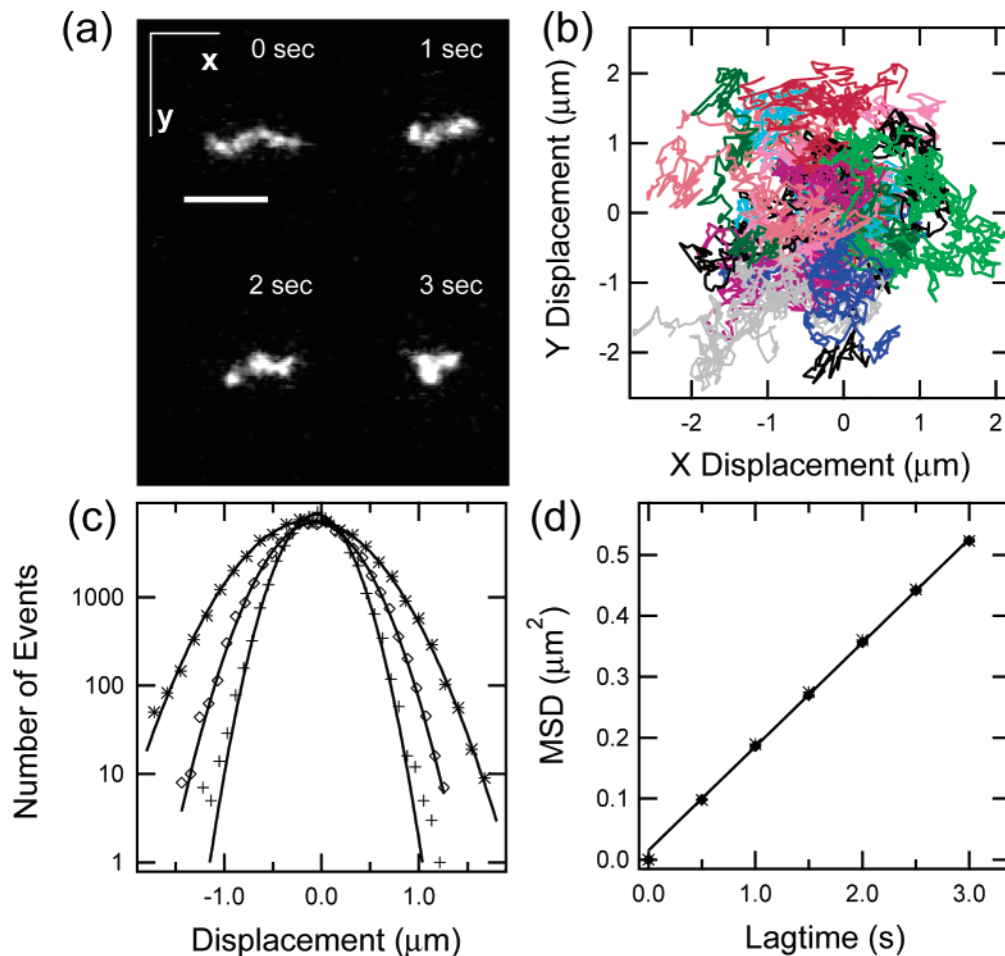 (a)
x
y
0 sec
1 sec
2 sec
3 sec
(b)
Y Displacement (μm)
2
1
0
-1
-2
-2
-1
0
1
2
X Displacement (μm)
(c)
Number of Events
1000
100
10
1
-1.0
0.0
1.0
Displacement (μm)
(d)
MSD (μm²)
0.5
0.4
0.3
0.2
0.1
0.0
0.0
1.0
2.0
3.0
Lagtime (s)